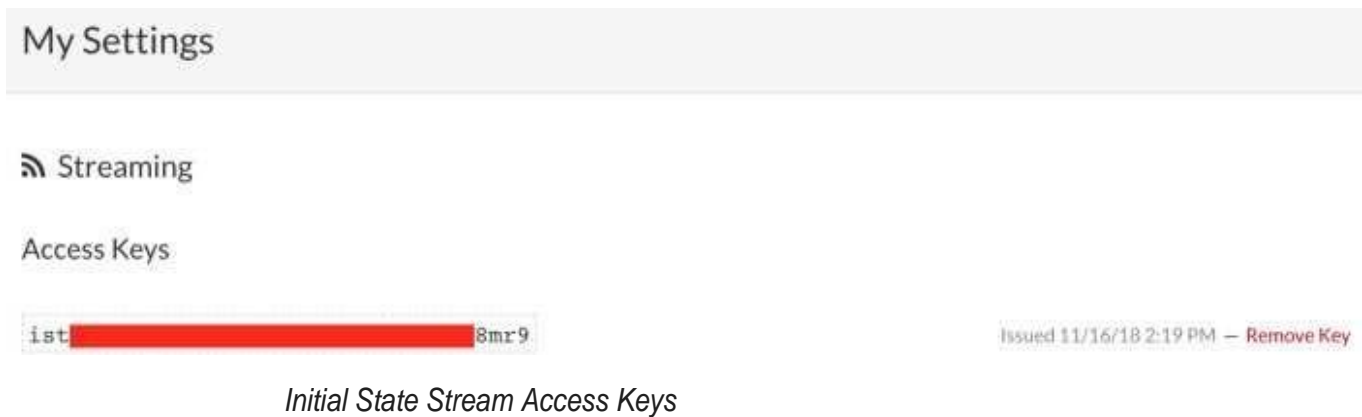 My Settings
Streaming
Access Keys
ist 8mr9 Issued 11/16/18 2:19 PM — Remove Key
Initial State Stream Access Keys